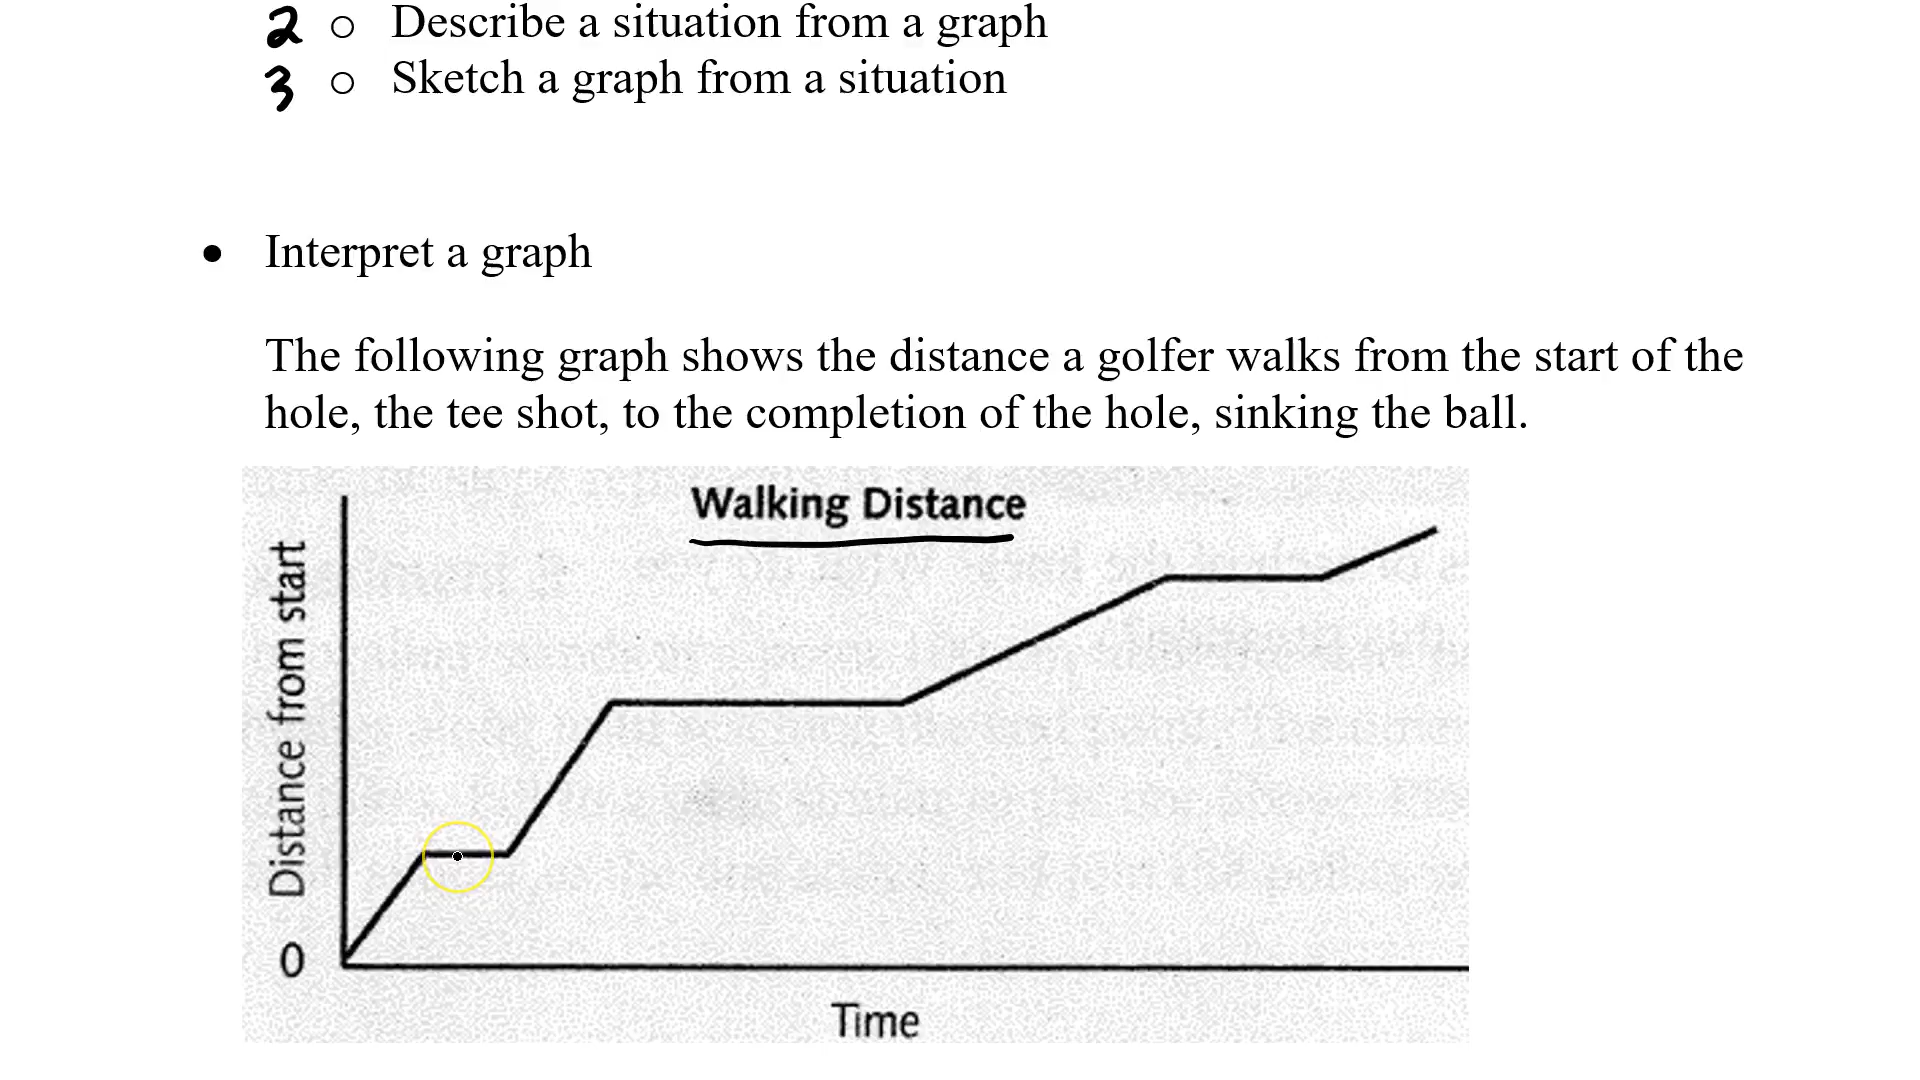 2 o Describe a situation from a graph
3 o Sketch a graph from a situation
• Interpret a graph
The following graph shows the distance a golfer walks from the start of the
hole, the tee shot, to the completion of the hole, sinking the ball.
Walking Distance
Distance from start
0
Time